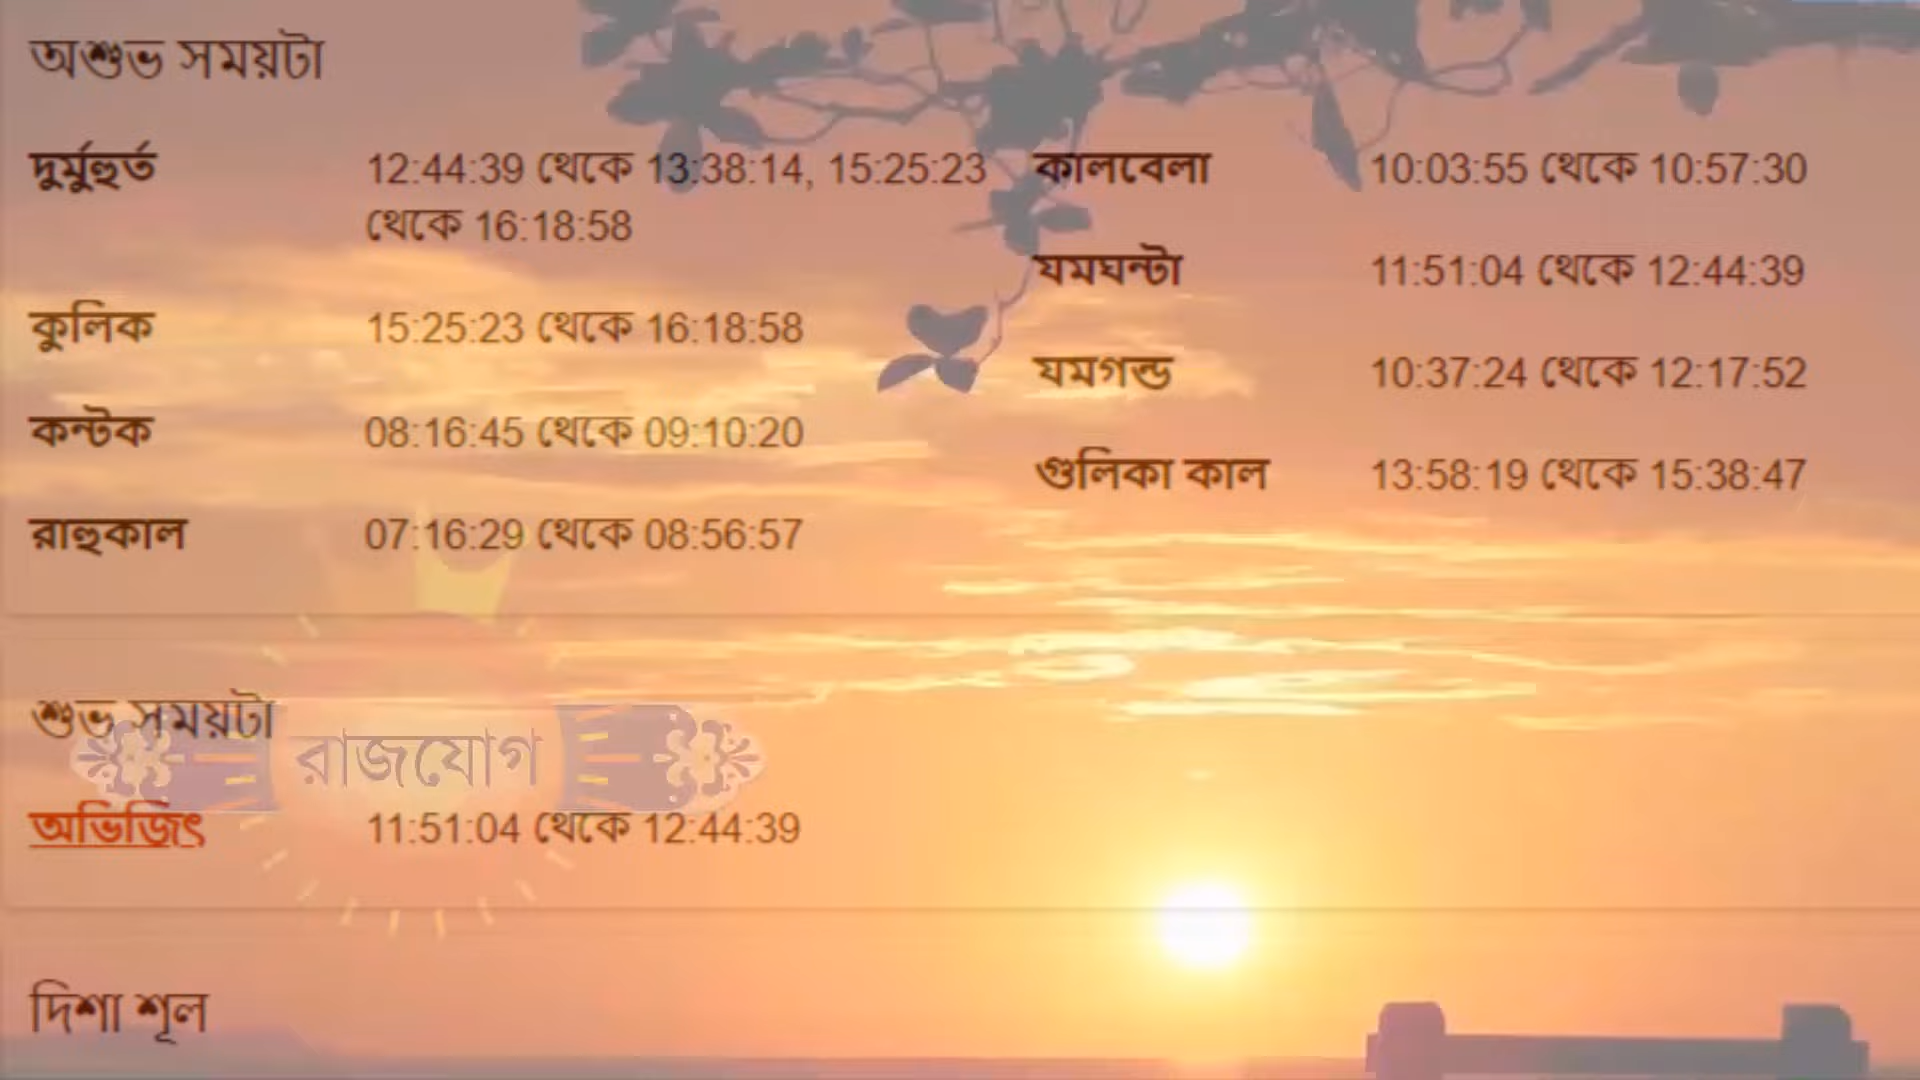 অশুভ সময়টা
দুর্মুহুর্ত 12:44:39 থেকে 13:38:14, 15:25:23 থেকে 16:18:58
কুলিক 15:25:23 থেকে 16:18:58
কন্টক 08:16:45 থেকে 09:10:20
রাহুকাল 07:16:29 থেকে 08:56:57
কালবেলা 10:03:55 থেকে 10:57:30
যমঘন্টা 11:51:04 থেকে 12:44:39
যমগন্ড 10:37:24 থেকে 12:17:52
গুলিকা কাল 13:58:19 থেকে 15:38:47
শুভ সময়টা
রাজযোগ
অভিজিৎ 11:51:04 থেকে 12:44:39
দিশা শূল